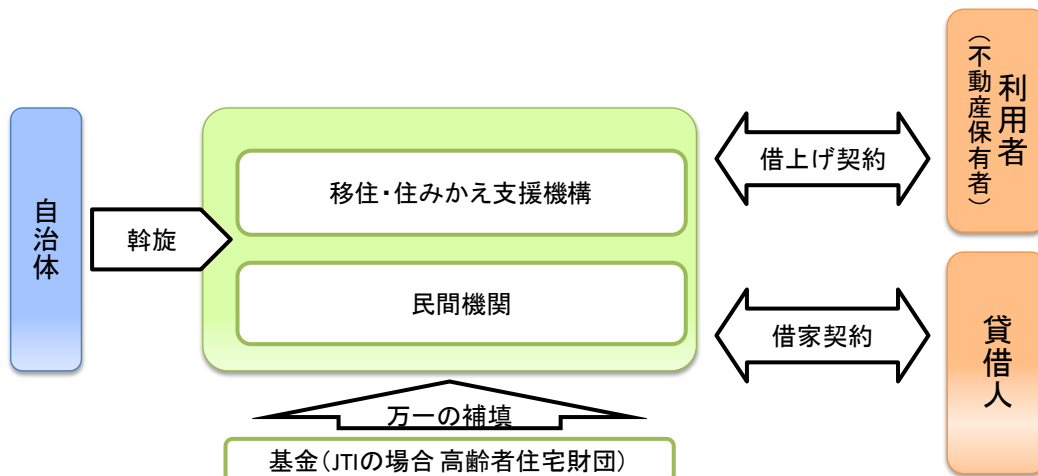 自治体
斡旋
移住・住みかえ支援機構
民間機関
借上げ契約
利用者
（不動産保有者）
借家契約
貸借人
万一の補填
基金（JTIの場合 高齢者住宅財団）